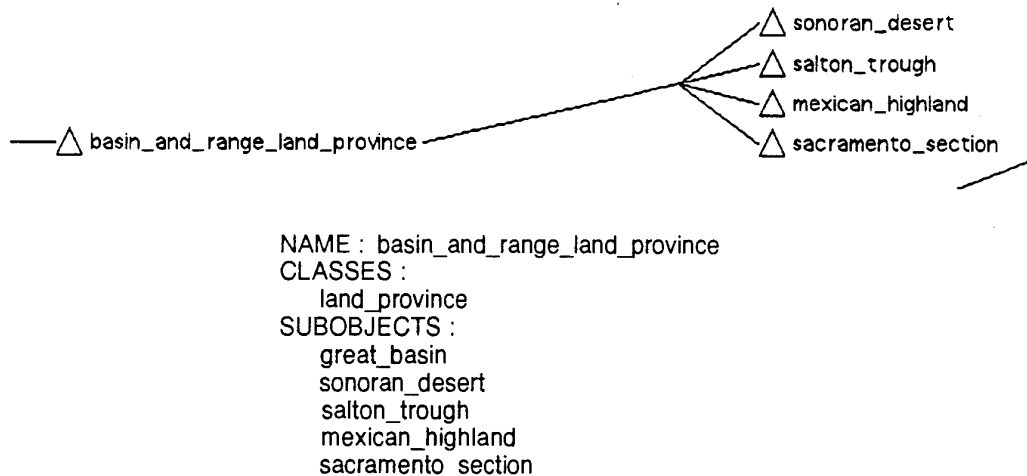 sonoran_desert
salton_trough
mexican_highland
basin_and_range_land_province
sacramento_section
NAME : basin_and_range_land_province
CLASSES :
land_province
SUBOBJECTS :
great_basin
sonoran_desert
salton_trough
mexican_highland
sacramento_section